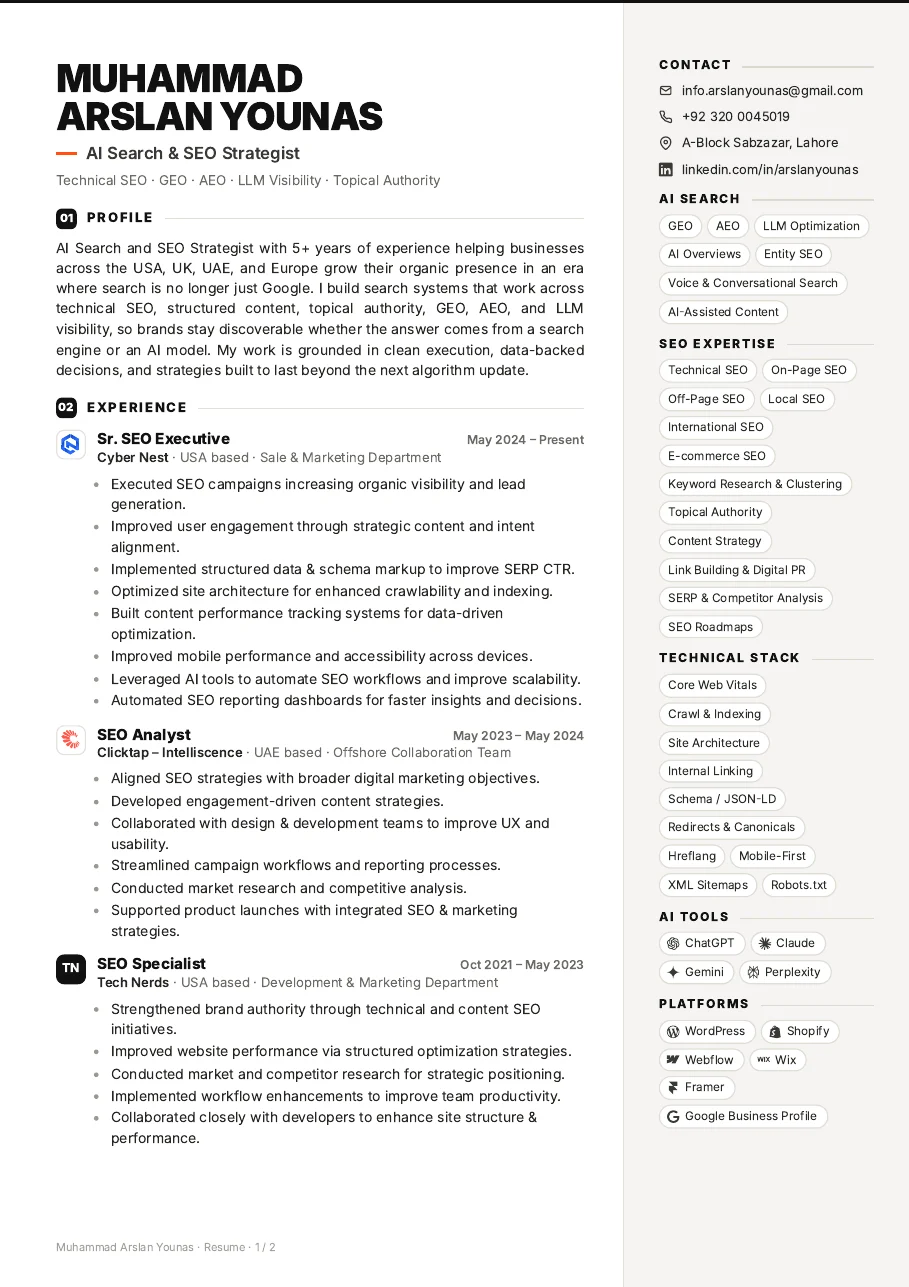 MUHAMMAD
ARSLAN YOUNAS
AI Search & SEO Strategist
Technical SEO · GEO · AEO · LLM Visibility · Topical Authority
01 PROFILE
AI Search and SEO Strategist with 5+ years of experience helping businesses
across the USA, UK, UAE, and Europe grow their organic presence in an era
where search is no longer just Google. I build search systems that work across
technical SEO, structured content, topical authority, GEO, AEO, and LLM
visibility, so brands stay discoverable whether the answer comes from a search
engine or an AI model. My work is grounded in clean execution, data-backed
decisions, and strategies built to last beyond the next algorithm update.
02 EXPERIENCE
Sr. SEO Executive May 2024 – Present
Cyber Nest · USA based · Sale & Marketing Department
• Executed SEO campaigns increasing organic visibility and lead
generation.
• Improved user engagement through strategic content and intent
alignment.
• Implemented structured data & schema markup to improve SERP CTR.
• Optimized site architecture for enhanced crawlability and indexing.
• Built content performance tracking systems for data-driven
optimization.
• Improved mobile performance and accessibility across devices.
• Leveraged AI tools to automate SEO workflows and improve scalability.
• Automated SEO reporting dashboards for faster insights and decisions.
SEO Analyst May 2023 – May 2024
Clicktap – Intelliscence · UAE based · Offshore Collaboration Team
• Aligned SEO strategies with broader digital marketing objectives.
• Developed engagement-driven content strategies.
• Collaborated with design & development teams to improve UX and
usability.
• Streamlined campaign workflows and reporting processes.
• Conducted market research and competitive analysis.
• Supported product launches with integrated SEO & marketing
strategies.
TN SEO Specialist Oct 2021 – May 2023
Tech Nerds · USA based · Development & Marketing Department
• Strengthened brand authority through technical and content SEO
initiatives.
• Improved website performance via structured optimization strategies.
• Conducted market and competitor research for strategic positioning.
• Implemented workflow enhancements to improve team productivity.
• Collaborated closely with developers to enhance site structure &
performance.
Muhammad Arslan Younas · Resume · 1 / 2
CONTACT
info.arslanyounas@gmail.com
+92 320 0045019
A-Block Sabzazar, Lahore
in linkedin.com/in/arslanyounas
AI SEARCH
GEO AEO LLM Optimization
AI Overviews Entity SEO
Voice & Conversational Search
AI-Assisted Content
SEO EXPERTISE
Technical SEO On-Page SEO
Off-Page SEO Local SEO
International SEO
E-commerce SEO
Keyword Research & Clustering
Topical Authority
Content Strategy
Link Building & Digital PR
SERP & Competitor Analysis
SEO Roadmaps
TECHNICAL STACK
Core Web Vitals
Crawl & Indexing
Site Architecture
Internal Linking
Schema / JSON-LD
Redirects & Canonicals
Hreflang Mobile-First
XML Sitemaps Robots.txt
AI TOOLS
ChatGPT Claude
Gemini Perplexity
PLATFORMS
WordPress Shopify
Webflow WIX Wix
Framer
Google Business Profile